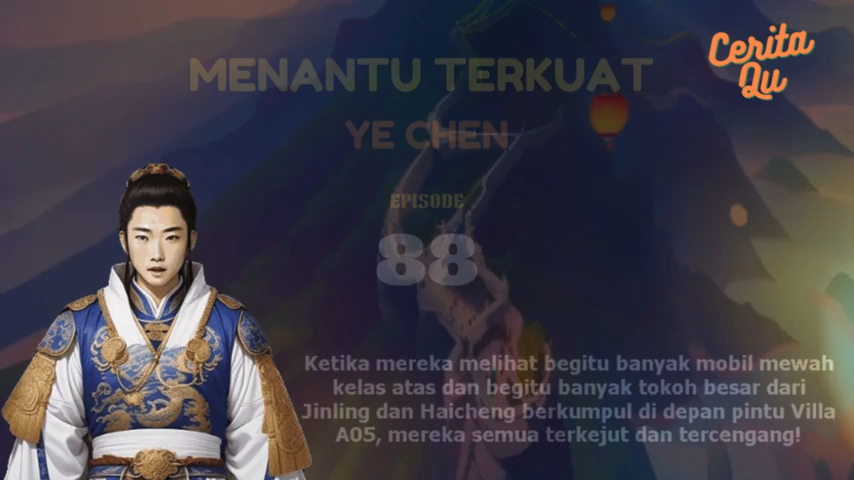 Cerita
Qu
MENANTU TERKUAT
YE CHEN
EPISODE
88
Ketika mereka melihat begitu banyak mobil mewah
kelas atas dan begitu banyak tokoh besar dari
Jinling dan Haicheng berkumpul di depan pintu Villa
A05, mereka semua terkejut dan tercengang!